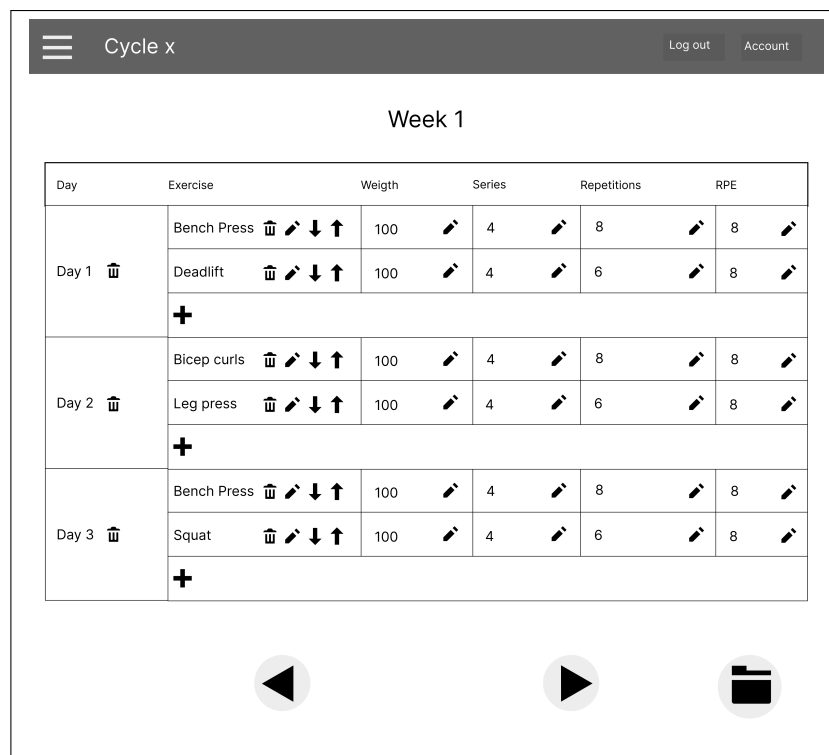 Cycle x Log out Account
Week 1
Day Exercise Weigth Series Repetitions RPE
Bench Press 100 4 8 8
Day 1
Deadlift 100 4 6 8
Bicep curls 100 4 8 8
Day 2
Leg press 100 4 6 8
Bench Press 100 4 8 8
Day 3
Squat 100 4 6 8